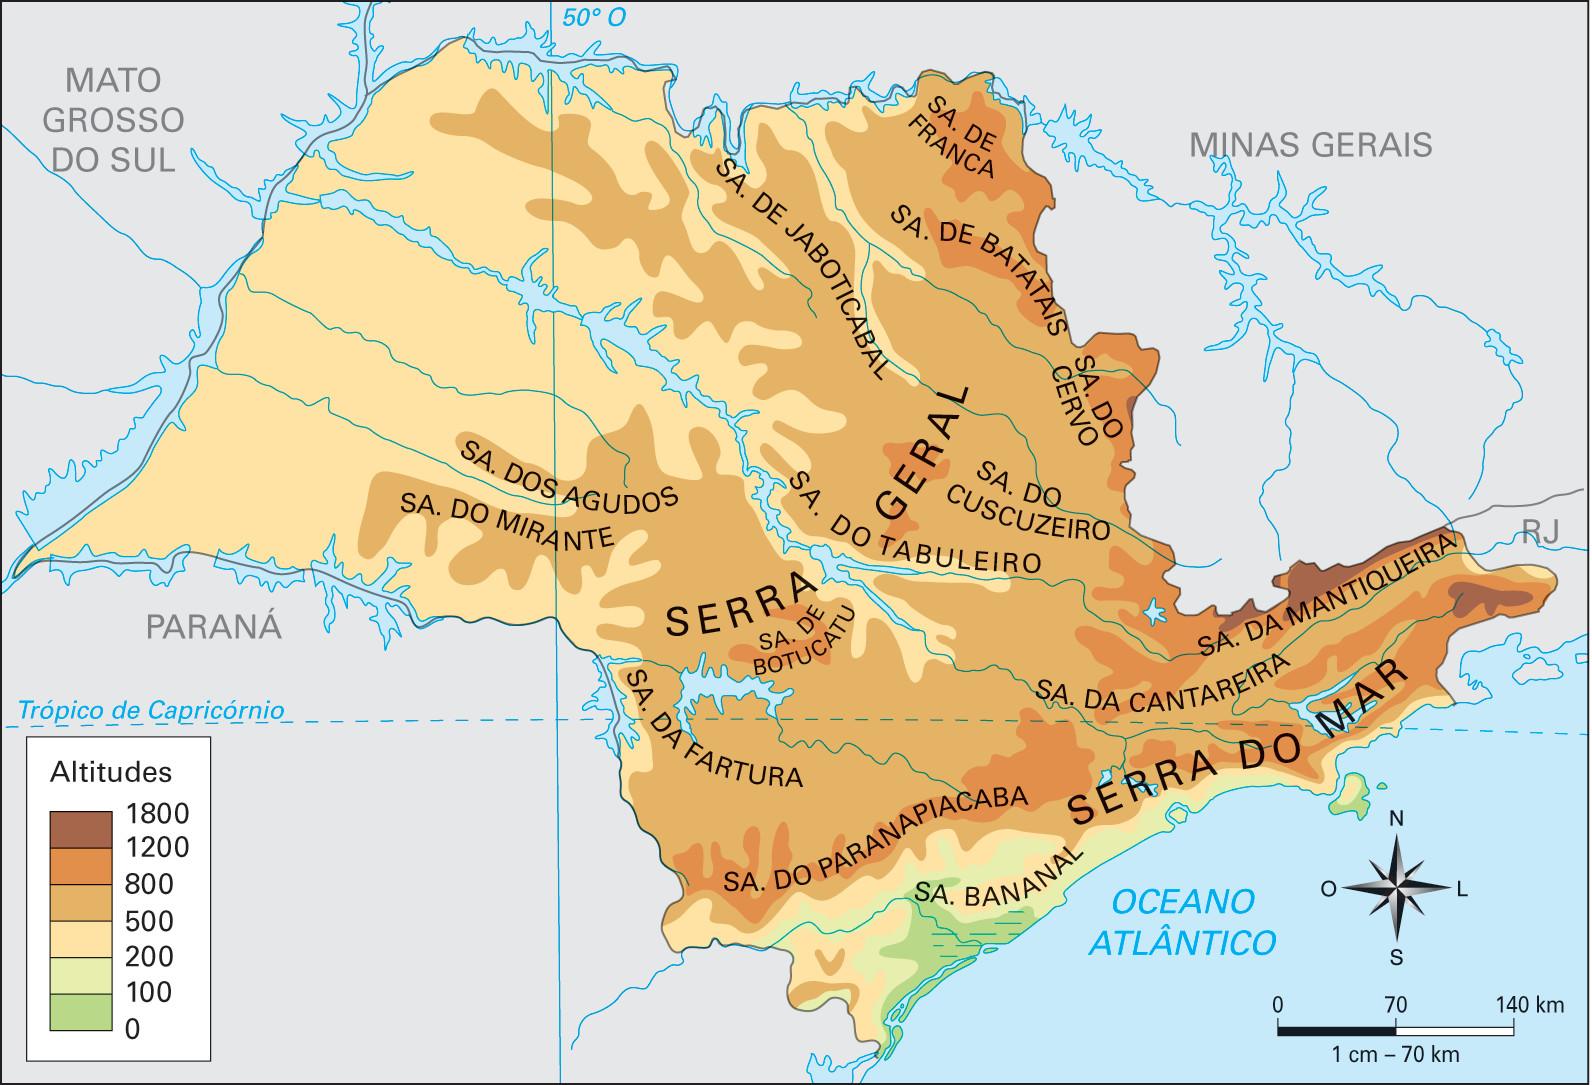 50° O
MATO
GROSSO
DO SUL
MINAS GERAIS
SA. DE
FRANCA
SA. DE JABOTICABAL
SA. DE BATATAIS
SA. DO
CERVO
GERAL
SA. DOS AGUDOS
SA. DO MIRANTE
SA. DO
CUSCUZEIRO
SA. DO TABULEIRO
RJ
SERRA
SA. DE
BOTUCATU
PARANÁ
SA. DA MANTIQUEIRA
SA. DA CANTAREIRA
Trópico de Capricórnio
SA. DA FARTURA
SERRA DO MAR
SA. DO PARANAPIACABA
SA. BANANAL
OCEANO
ATLÂNTICO
Altitudes
1800
1200
800
500
200
100
0
N
O
L
S
0 70 140 km
1 cm – 70 km